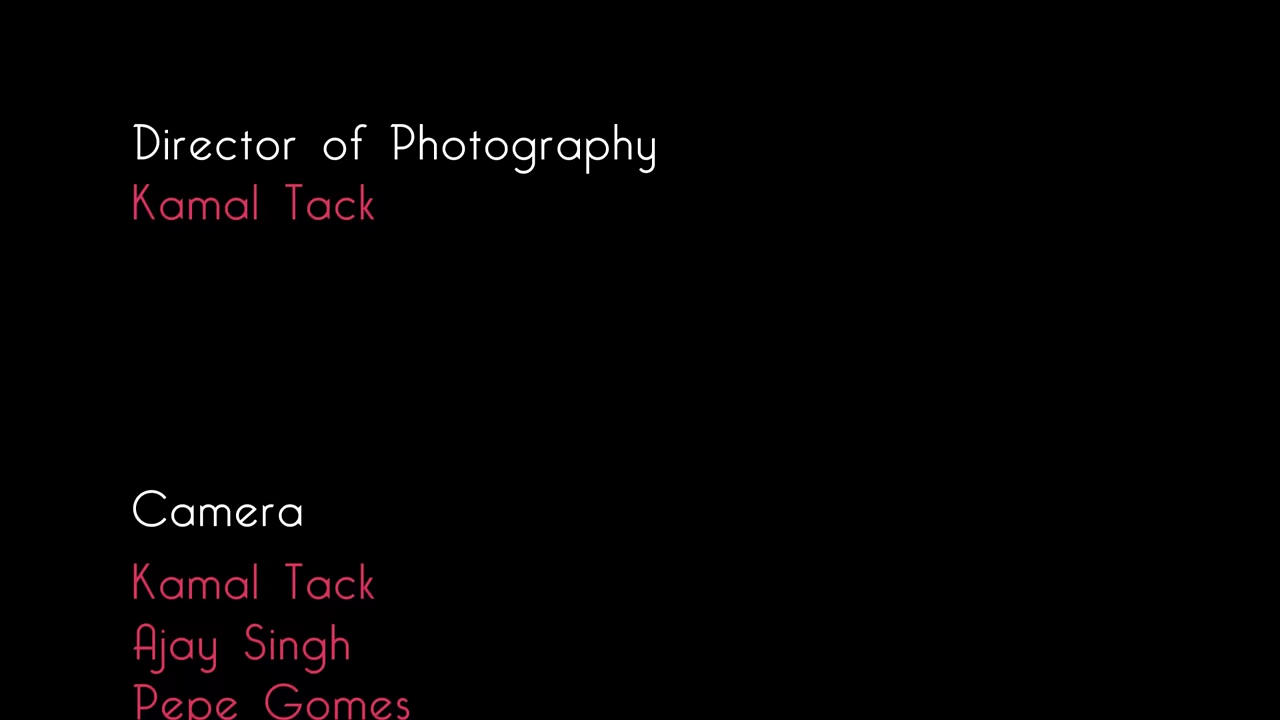 Director of Photography
Kamal Tack
Camera
Kamal Tack
Ajay Singh
Pepe Gomes